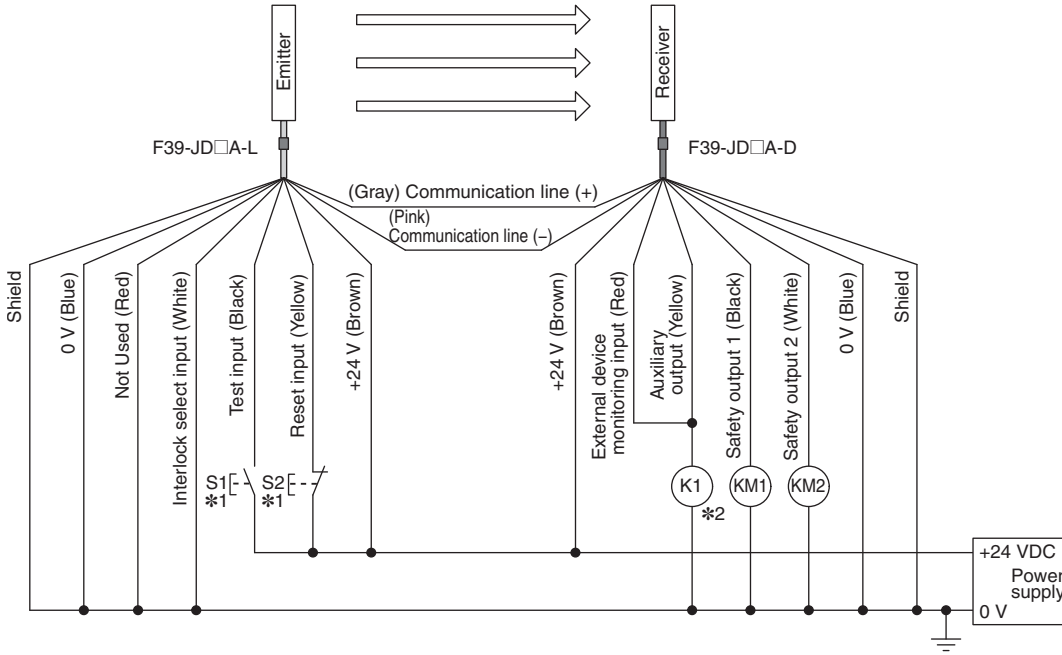 Emitter
Receiver
F39-JD□A-L
F39-JD□A-D
(Gray) Communication line (+)
(Pink)
Communication line (−)
Shield
0 V (Blue)
Not Used (Red)
Interlock select input (White)
Test input (Black)
Reset input (Yellow)
+24 V (Brown)
+24 V (Brown)
External device
monitoring input (Red)
Auxiliary
output (Yellow)
Safety output 1 (Black)
Safety output 2 (White)
0 V (Blue)
Shield
S1
✱1
S2
✱1
K1
✱2
KM1
KM2
+24 VDC
Power
supply
0 V